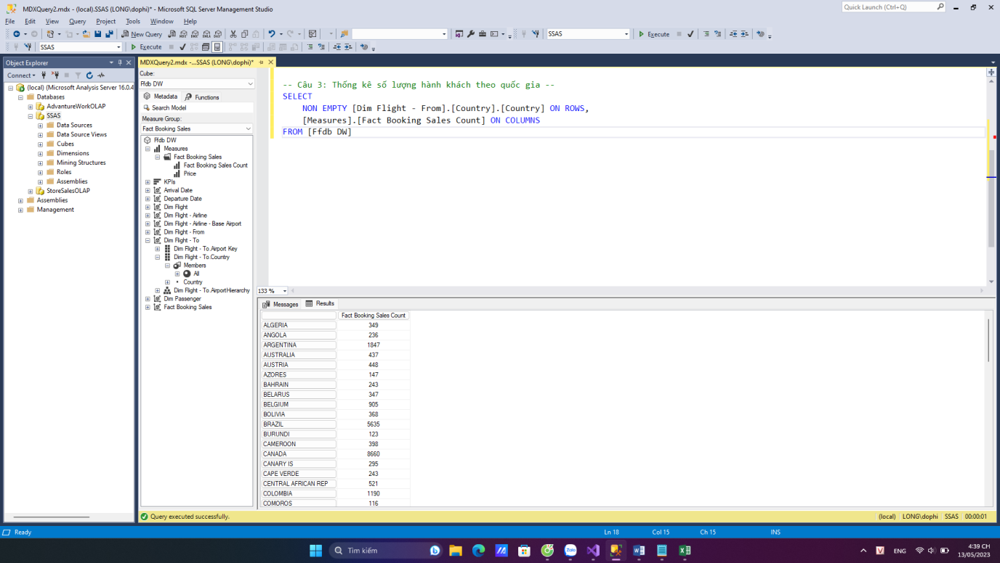 MDXQuery2.mdx - (local).SSAS (LONG\dophi)* - Microsoft SQL Server Management Studio
Quick Launch (Ctrl+Q)
File Edit View Query Project Tools Window Help
New Query
SSAS
Execute
SSAS
Execute
Object Explorer
Connect
(local) (Microsoft Analysis Server 16.0.4
Databases
AdvantureWorkOLAP
SSAS
Data Sources
Data Source Views
Cubes
Dimensions
Mining Structures
Roles
Assemblies
StoreSalesOLAP
Assemblies
Management
MDXQuery2.mdx -...SSAS (LONG\dophi)*
Cube:
Ffdb DW
Metadata Functions
Search Model
Measure Group:
Fact Booking Sales
Ffdb DW
Measures
Fact Booking Sales
Fact Booking Sales Count
Price
KPIs
Arrival Date
Departure Date
Dim Flight
Dim Flight - Airline
Dim Flight - Airline - Base Airport
Dim Flight - From
Dim Flight - To
Dim Flight - To.Airport Key
Dim Flight - To.Country
Members
All
Country
Dim Flight - To.AirportHierarchy
Dim Passenger
Fact Booking Sales
-- Câu 3: Thống kê số lượng hành khách theo quốc gia --
SELECT
NON EMPTY [Dim Flight - From].[Country].[Country] ON ROWS,
[Measures].[Fact Booking Sales Count] ON COLUMNS
FROM [Ffdb DW]
133 %
Messages Results
Fact Booking Sales Count
ALGERIA 349
ANGOLA 236
ARGENTINA 1847
AUSTRALIA 437
AUSTRIA 448
AZORES 147
BAHRAIN 243
BELARUS 347
BELGIUM 905
BOLIVIA 368
BRAZIL 5635
BURUNDI 123
CAMEROON 398
CANADA 8660
CANARY IS 295
CAPE VERDE 243
CENTRAL AFRICAN REP 521
COLOMBIA 1190
COMOROS 116
Query executed successfully.
(local) LONG\dophi SSAS 00:00:01
Ready
Ln 18 Col 15 Ch 15 INS
Tìm kiếm
Zalo
V
ENG
4:39 CH
13/05/2023